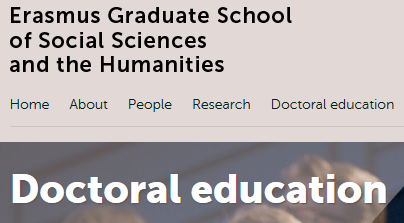 Erasmus Graduate School
of Social Sciences
and the Humanities
Home About People Research Doctoral education
Doctoral education